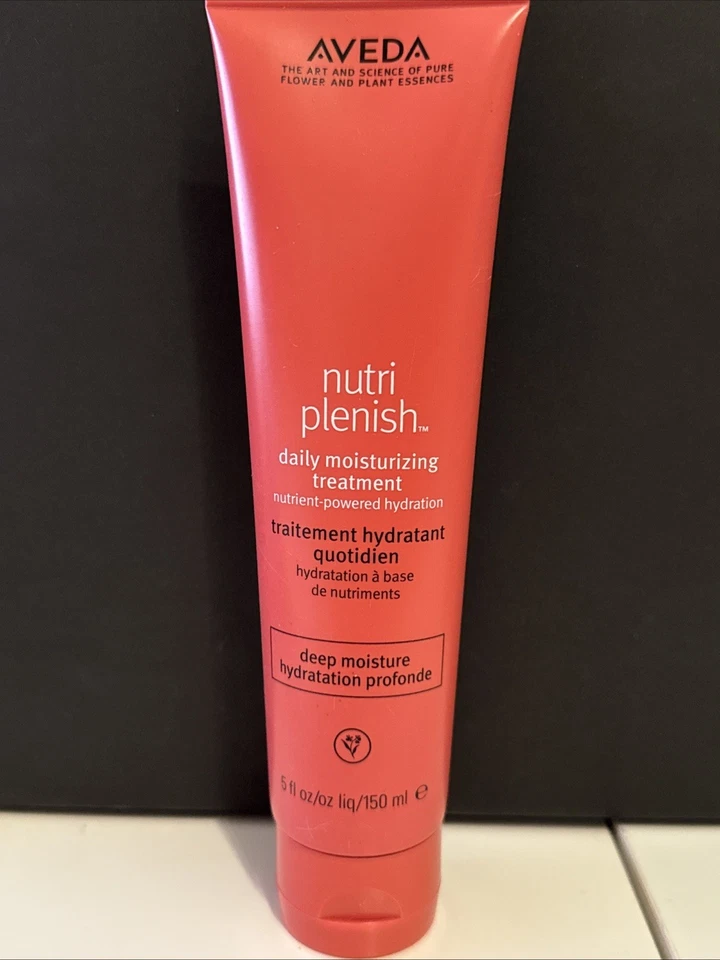 AVEDA
THE ART AND SCIENCE OF PURE
FLOWER AND PLANT ESSENCES
nutri
plenish™
daily moisturizing
treatment
nutrient-powered hydration
traitement hydratant
quotidien
hydratation à base
de nutriments
deep moisture
hydratation profonde
5 fl oz/oz liq/150 ml ℮